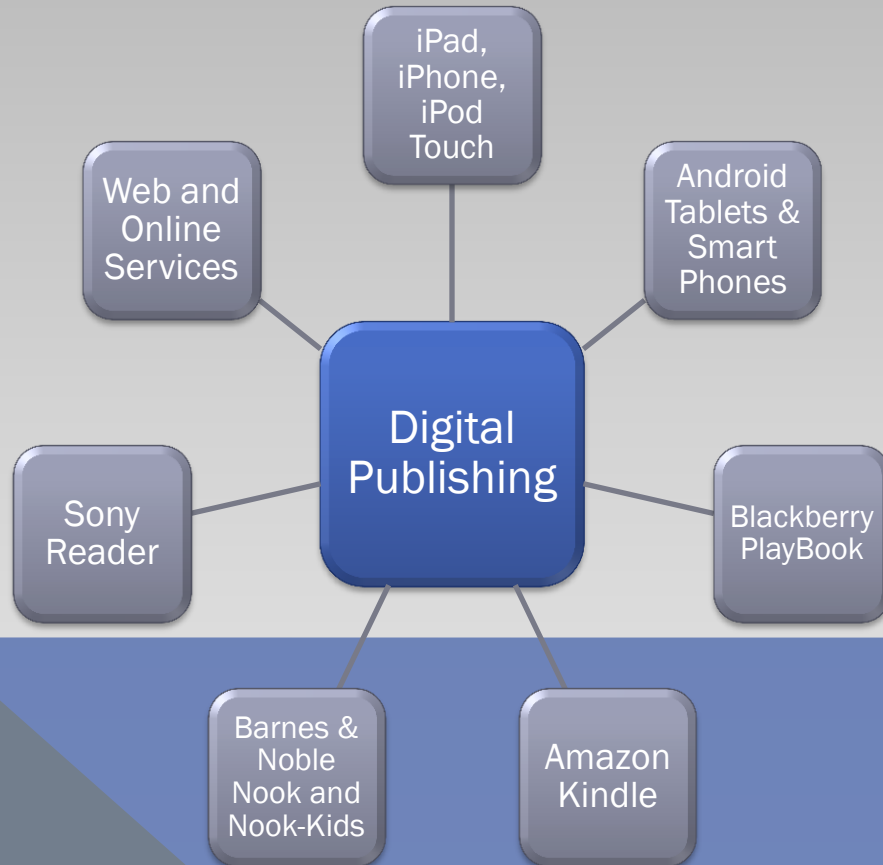 iPad,
iPhone,
iPod
Touch
Web and
Online
Services
Android
Tablets &
Smart
Phones
Digital
Publishing
Sony
Reader
Blackberry
PlayBook
Barnes &
Noble
Nook and
Nook-Kids
Amazon
Kindle